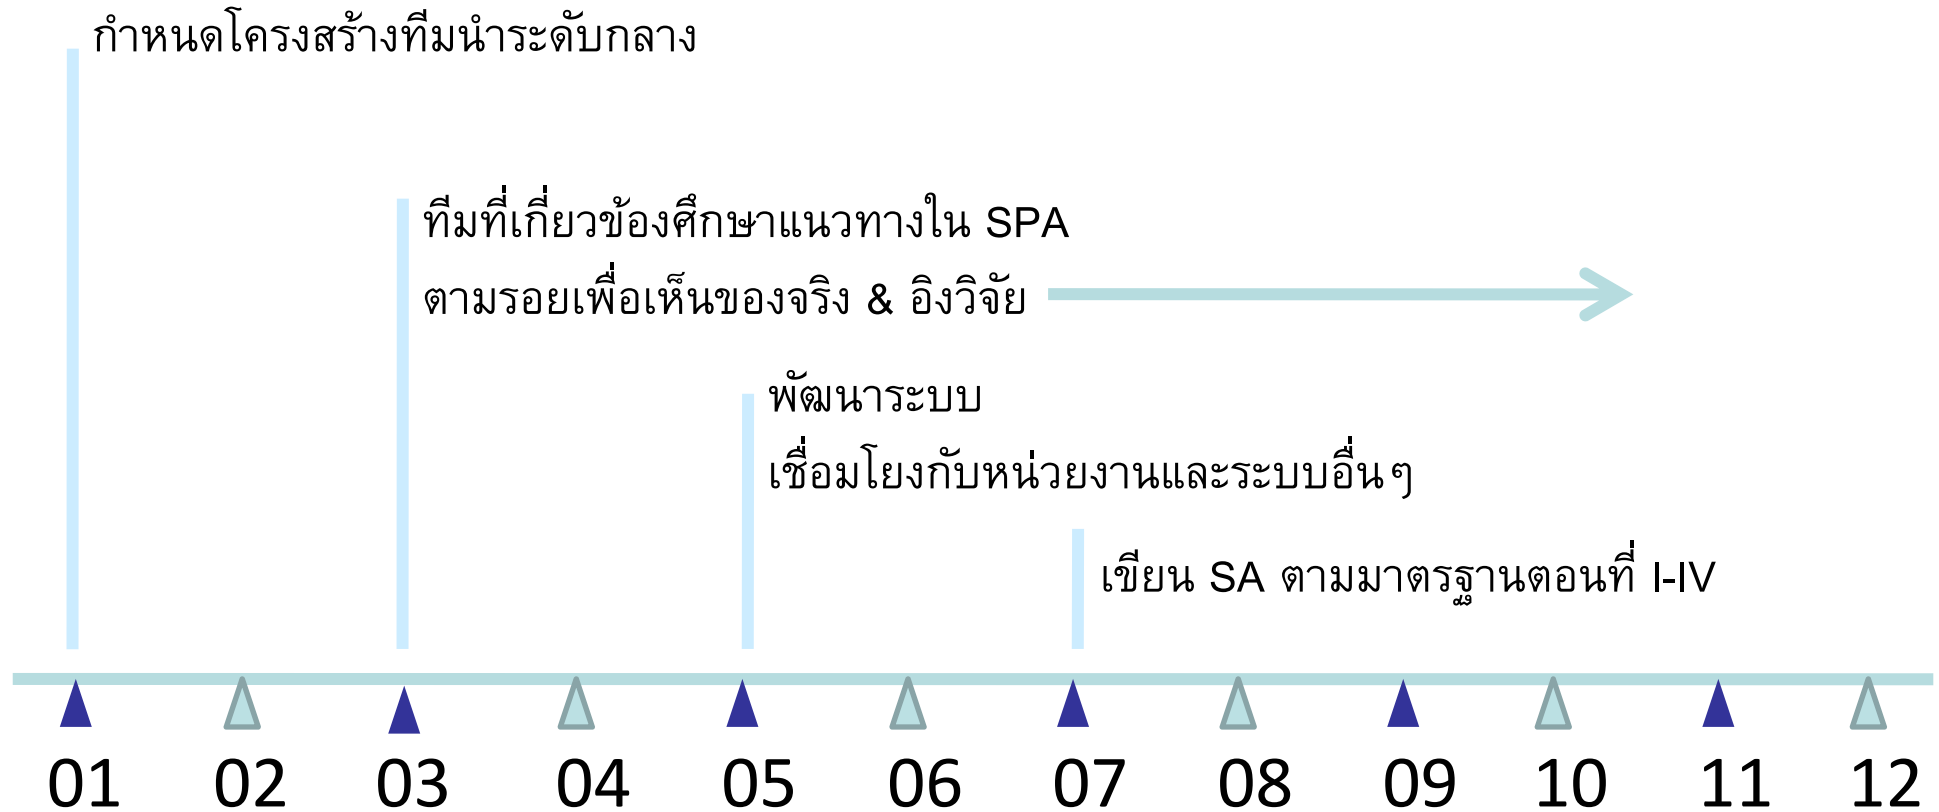 กำหนดโครงสร้างทีมนำระดับกลาง
ทีมที่เกี่ยวข้องศึกษาแนวทางใน SPA
ตามรอยเพื่อเห็นของจริง & อิงวิจัย
พัฒนาระบบ
เชื่อมโยงกับหน่วยงานและระบบอื่นๆ
เขียน SA ตามมาตรฐานตอนที่ I-IV
01 02 03 04 05 06 07 08 09 10 11 12